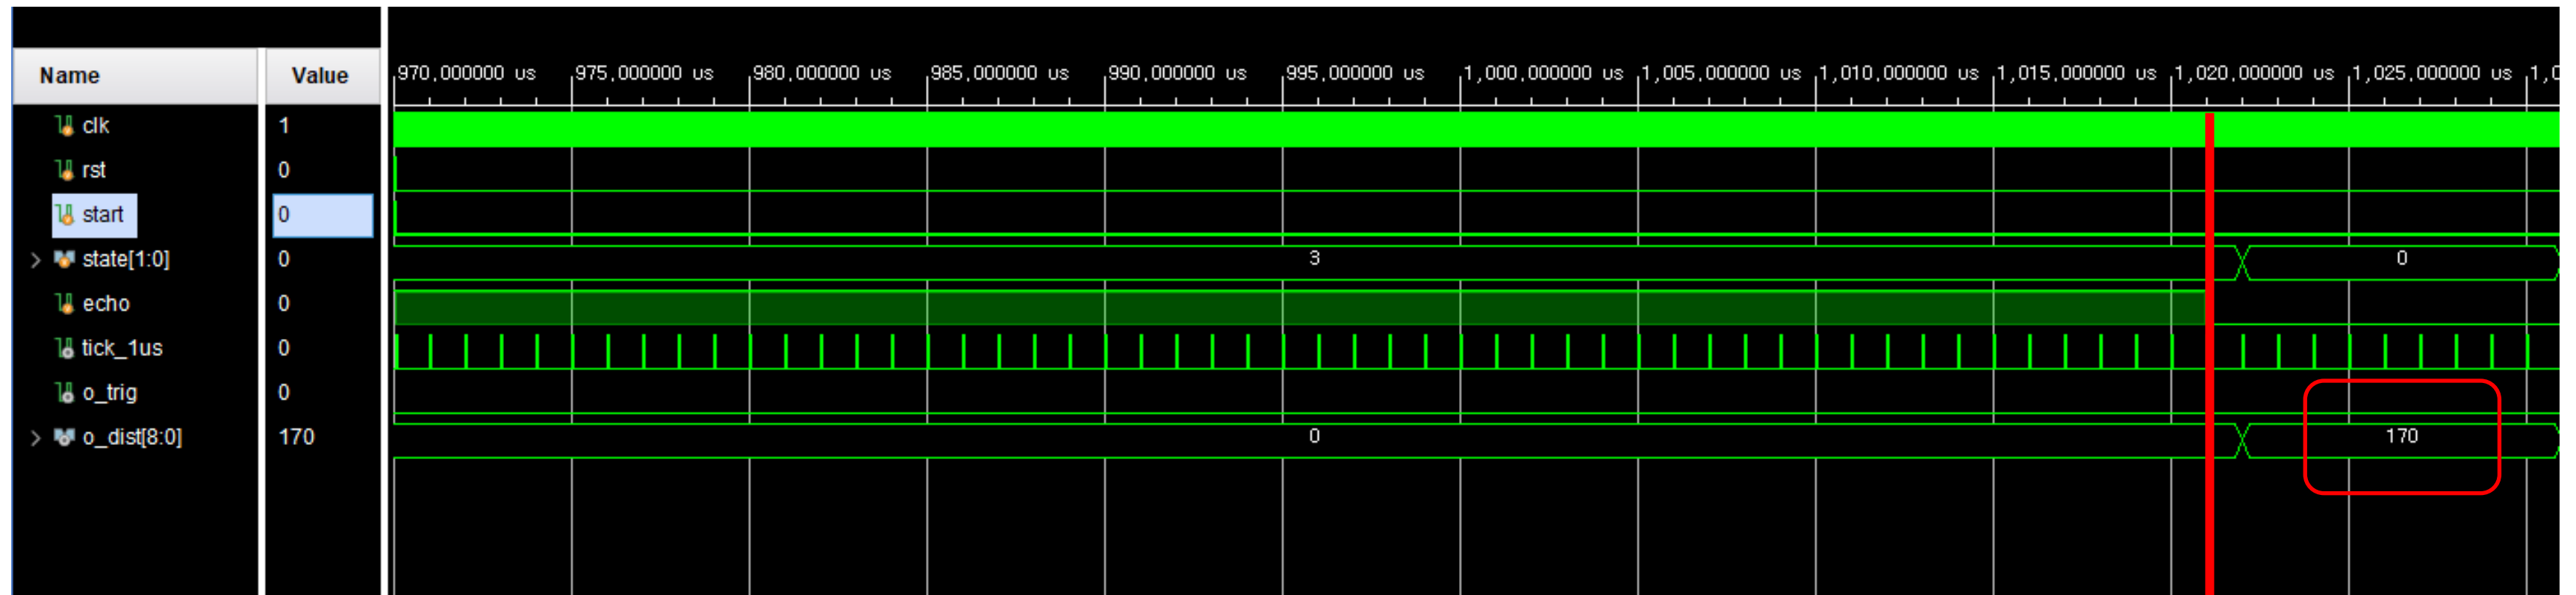 Name Value 970,000000 us 975,000000 us 980,000000 us 985,000000 us 990,000000 us 995,000000 us 1,000,000000 us 1,005,000000 us 1,010,000000 us 1,015,000000 us 1,020,000000 us 1,025,000000 us
clk 1
rst 0
start 0
state[1:0] 0 3 0
echo 0
tick_1us 0
o_trig 0
o_dist[8:0] 170 0 170